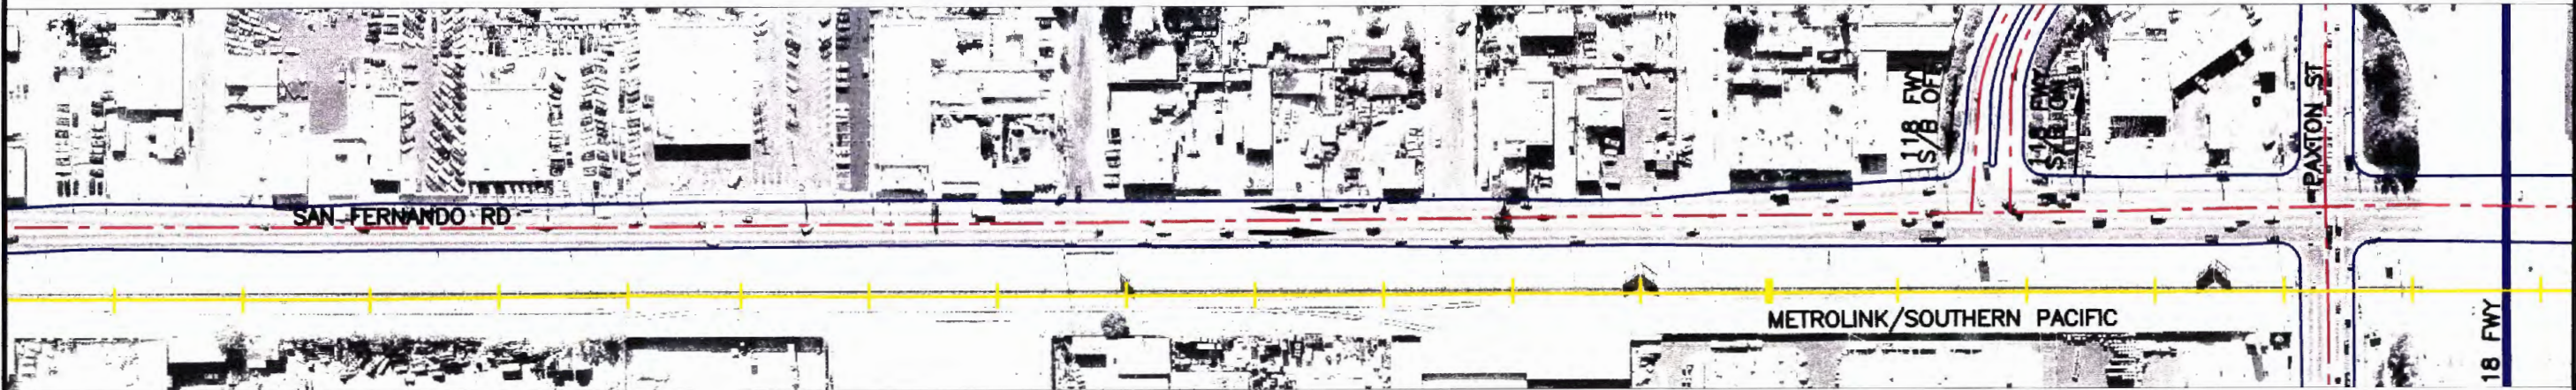 SAN FERNANDO RD
118 FWY
S/B OFF
118 FWY
S/B ON
PAXTON ST
METROLINK/SOUTHERN PACIFIC
18 FWY